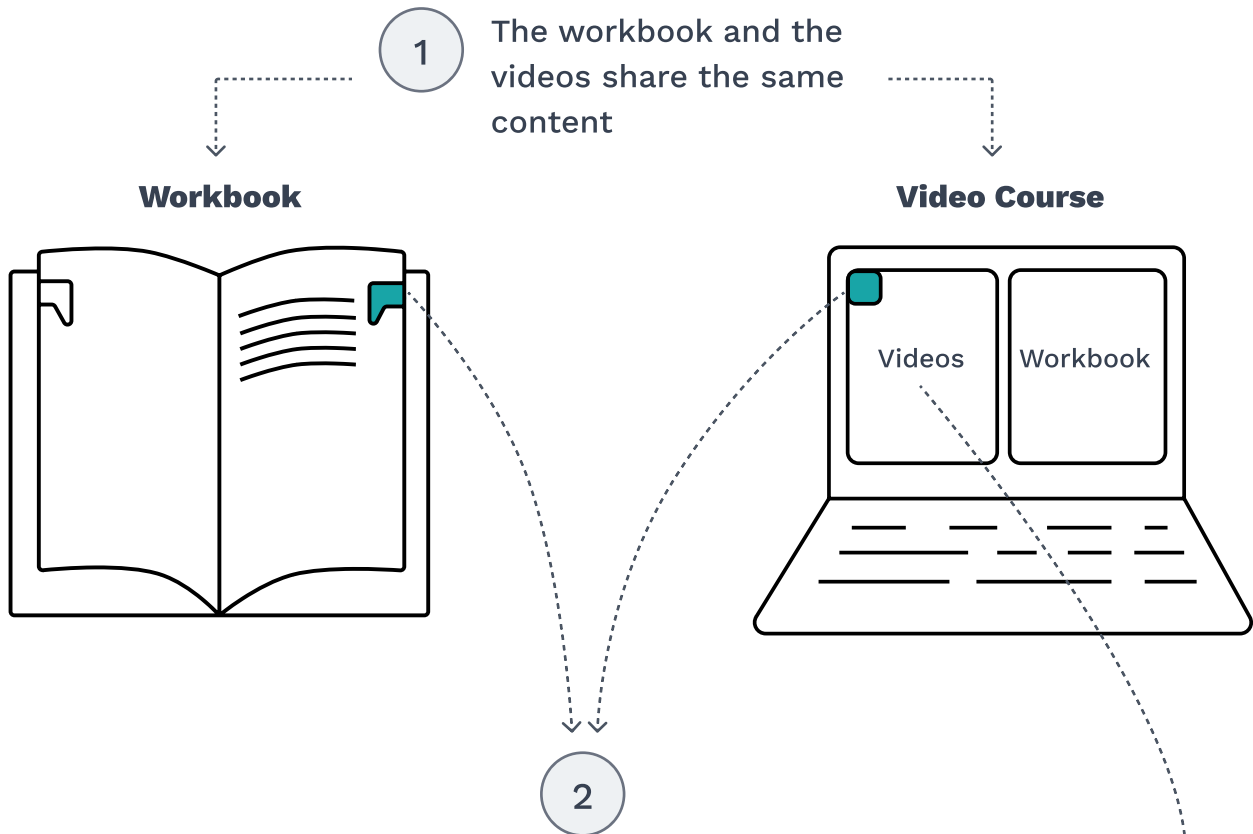 1
The workbook and the
videos share the same
content
Workbook
Video Course
Videos
Workbook
2